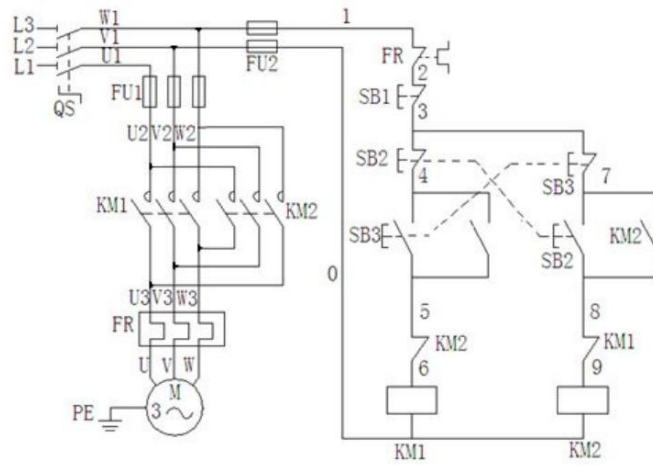 L3 W1 1
L2 V1
L1 U1 FU2 FR
2
QS FU1 SB1 3
U2 V2 W2
SB2 4 SB3 7
KM1 KM2
SB3 SB2 KM2
0
U3 V3 W3 5 8
FR KM2 KM1
6 9
U V W
M
PE 3
KM1 KM2